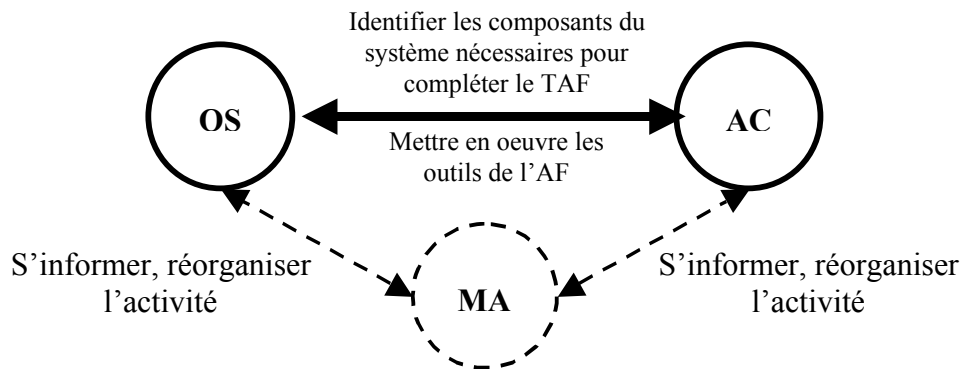 Identifier les composants du
système nécessaires pour
compléter le TAF
OS
AC
Mettre en oeuvre les
outils de l'AF
S'informer, réorganiser
l'activité
S'informer, réorganiser
l'activité
MA